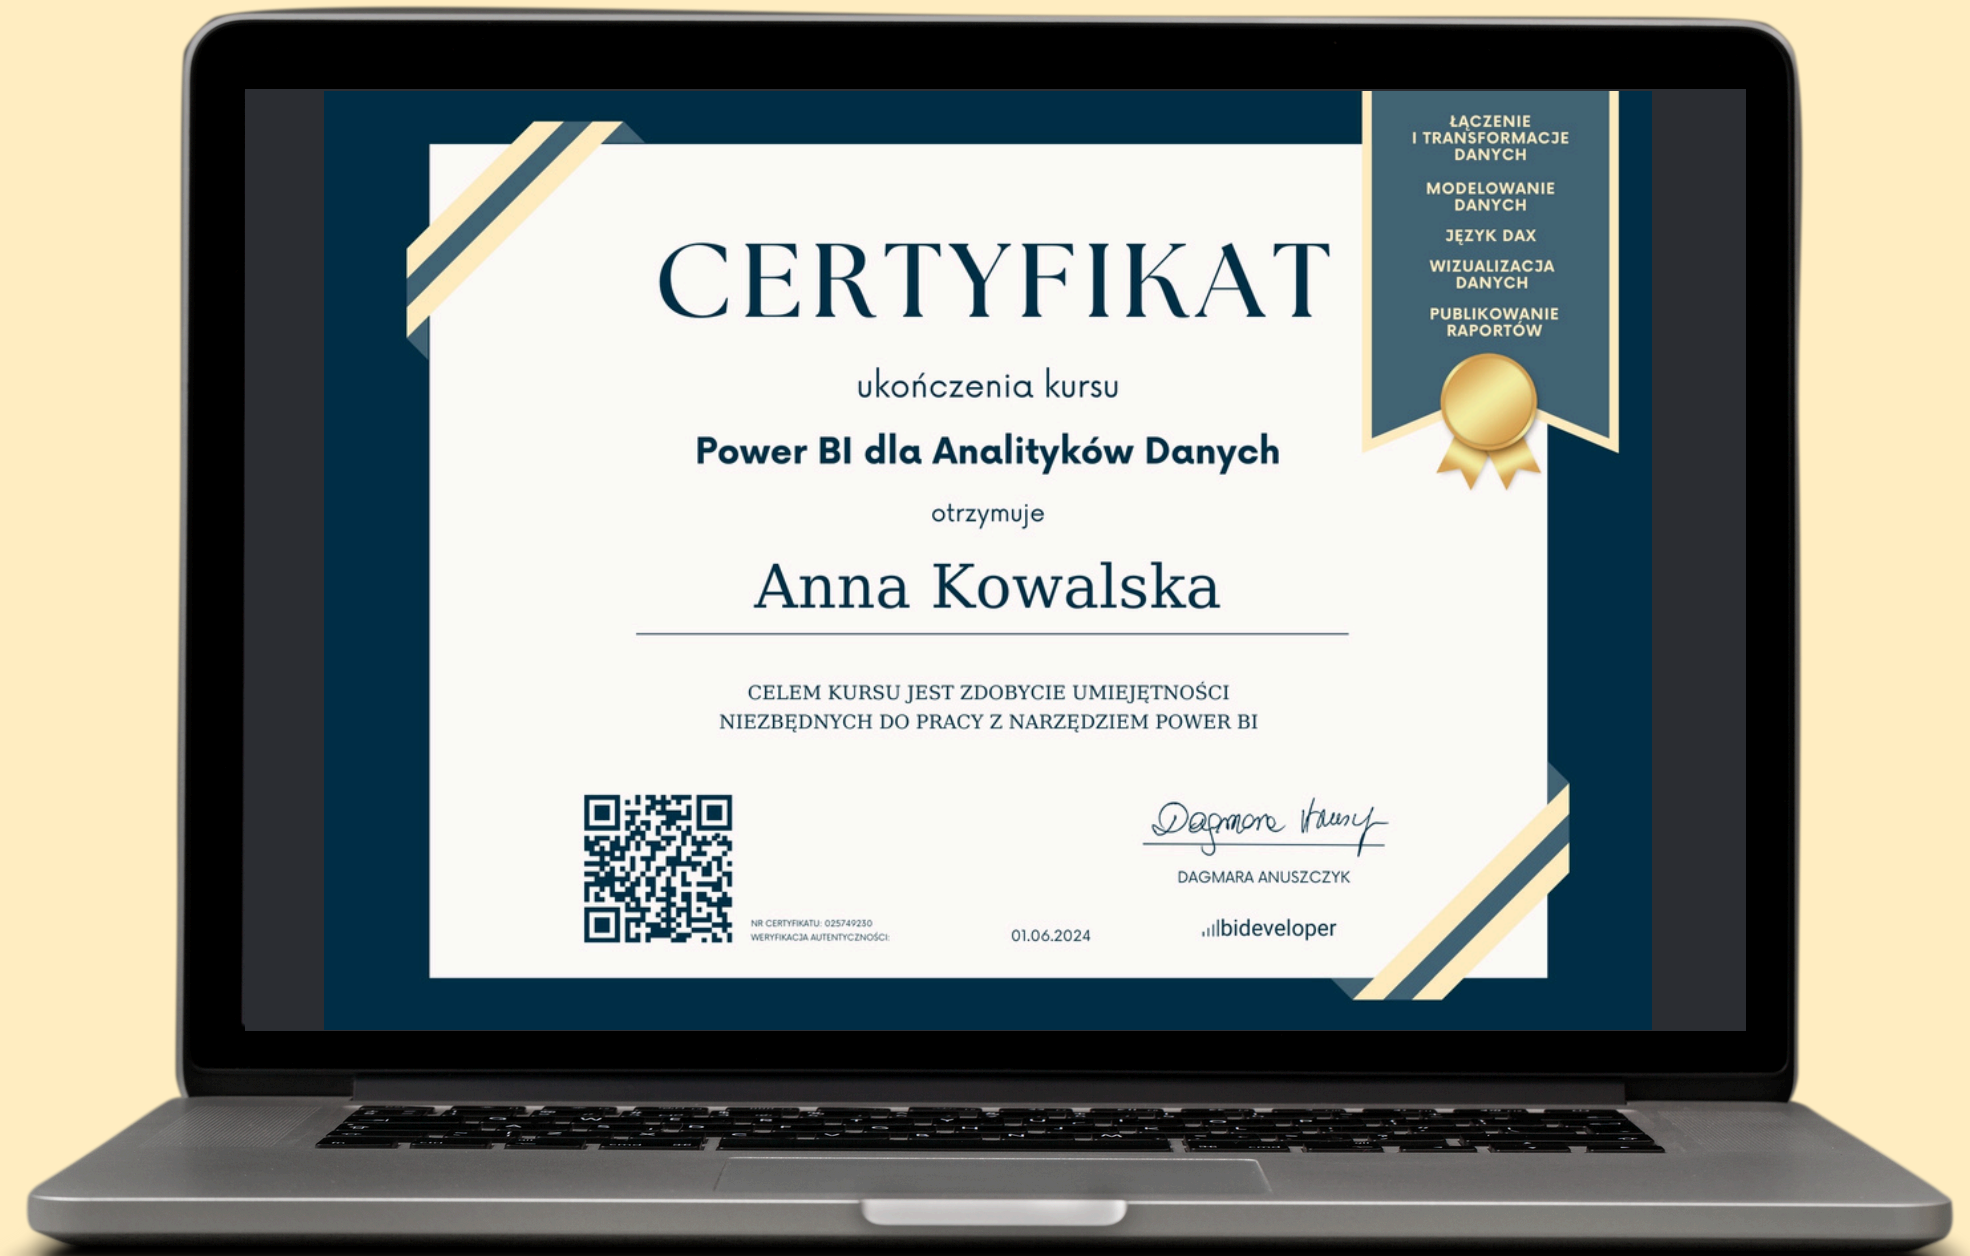 CERTYFIKAT
ukończenia kursu
Power BI dla Analityków Danych
otrzymuje
Anna Kowalska
CELEM KURSU JEST ZDOBYCIE UMIEJĘTNOŚCI
NIEZBĘDNYCH DO PRACY Z NARZĘDZIEM POWER BI
ŁĄCZENIE
I TRANSFORMACJE
DANYCH
MODELOWANIE
DANYCH
JĘZYK DAX
WIZUALIZACJA
DANYCH
PUBLIKOWANIE
RAPORTÓW
NR CERTYFIKATU: 025749230
WERYFIKACJA AUTENTYCZNOŚCI:
01.06.2024
Dagmara
DAGMARA ANUSZCZYK
bideveloper